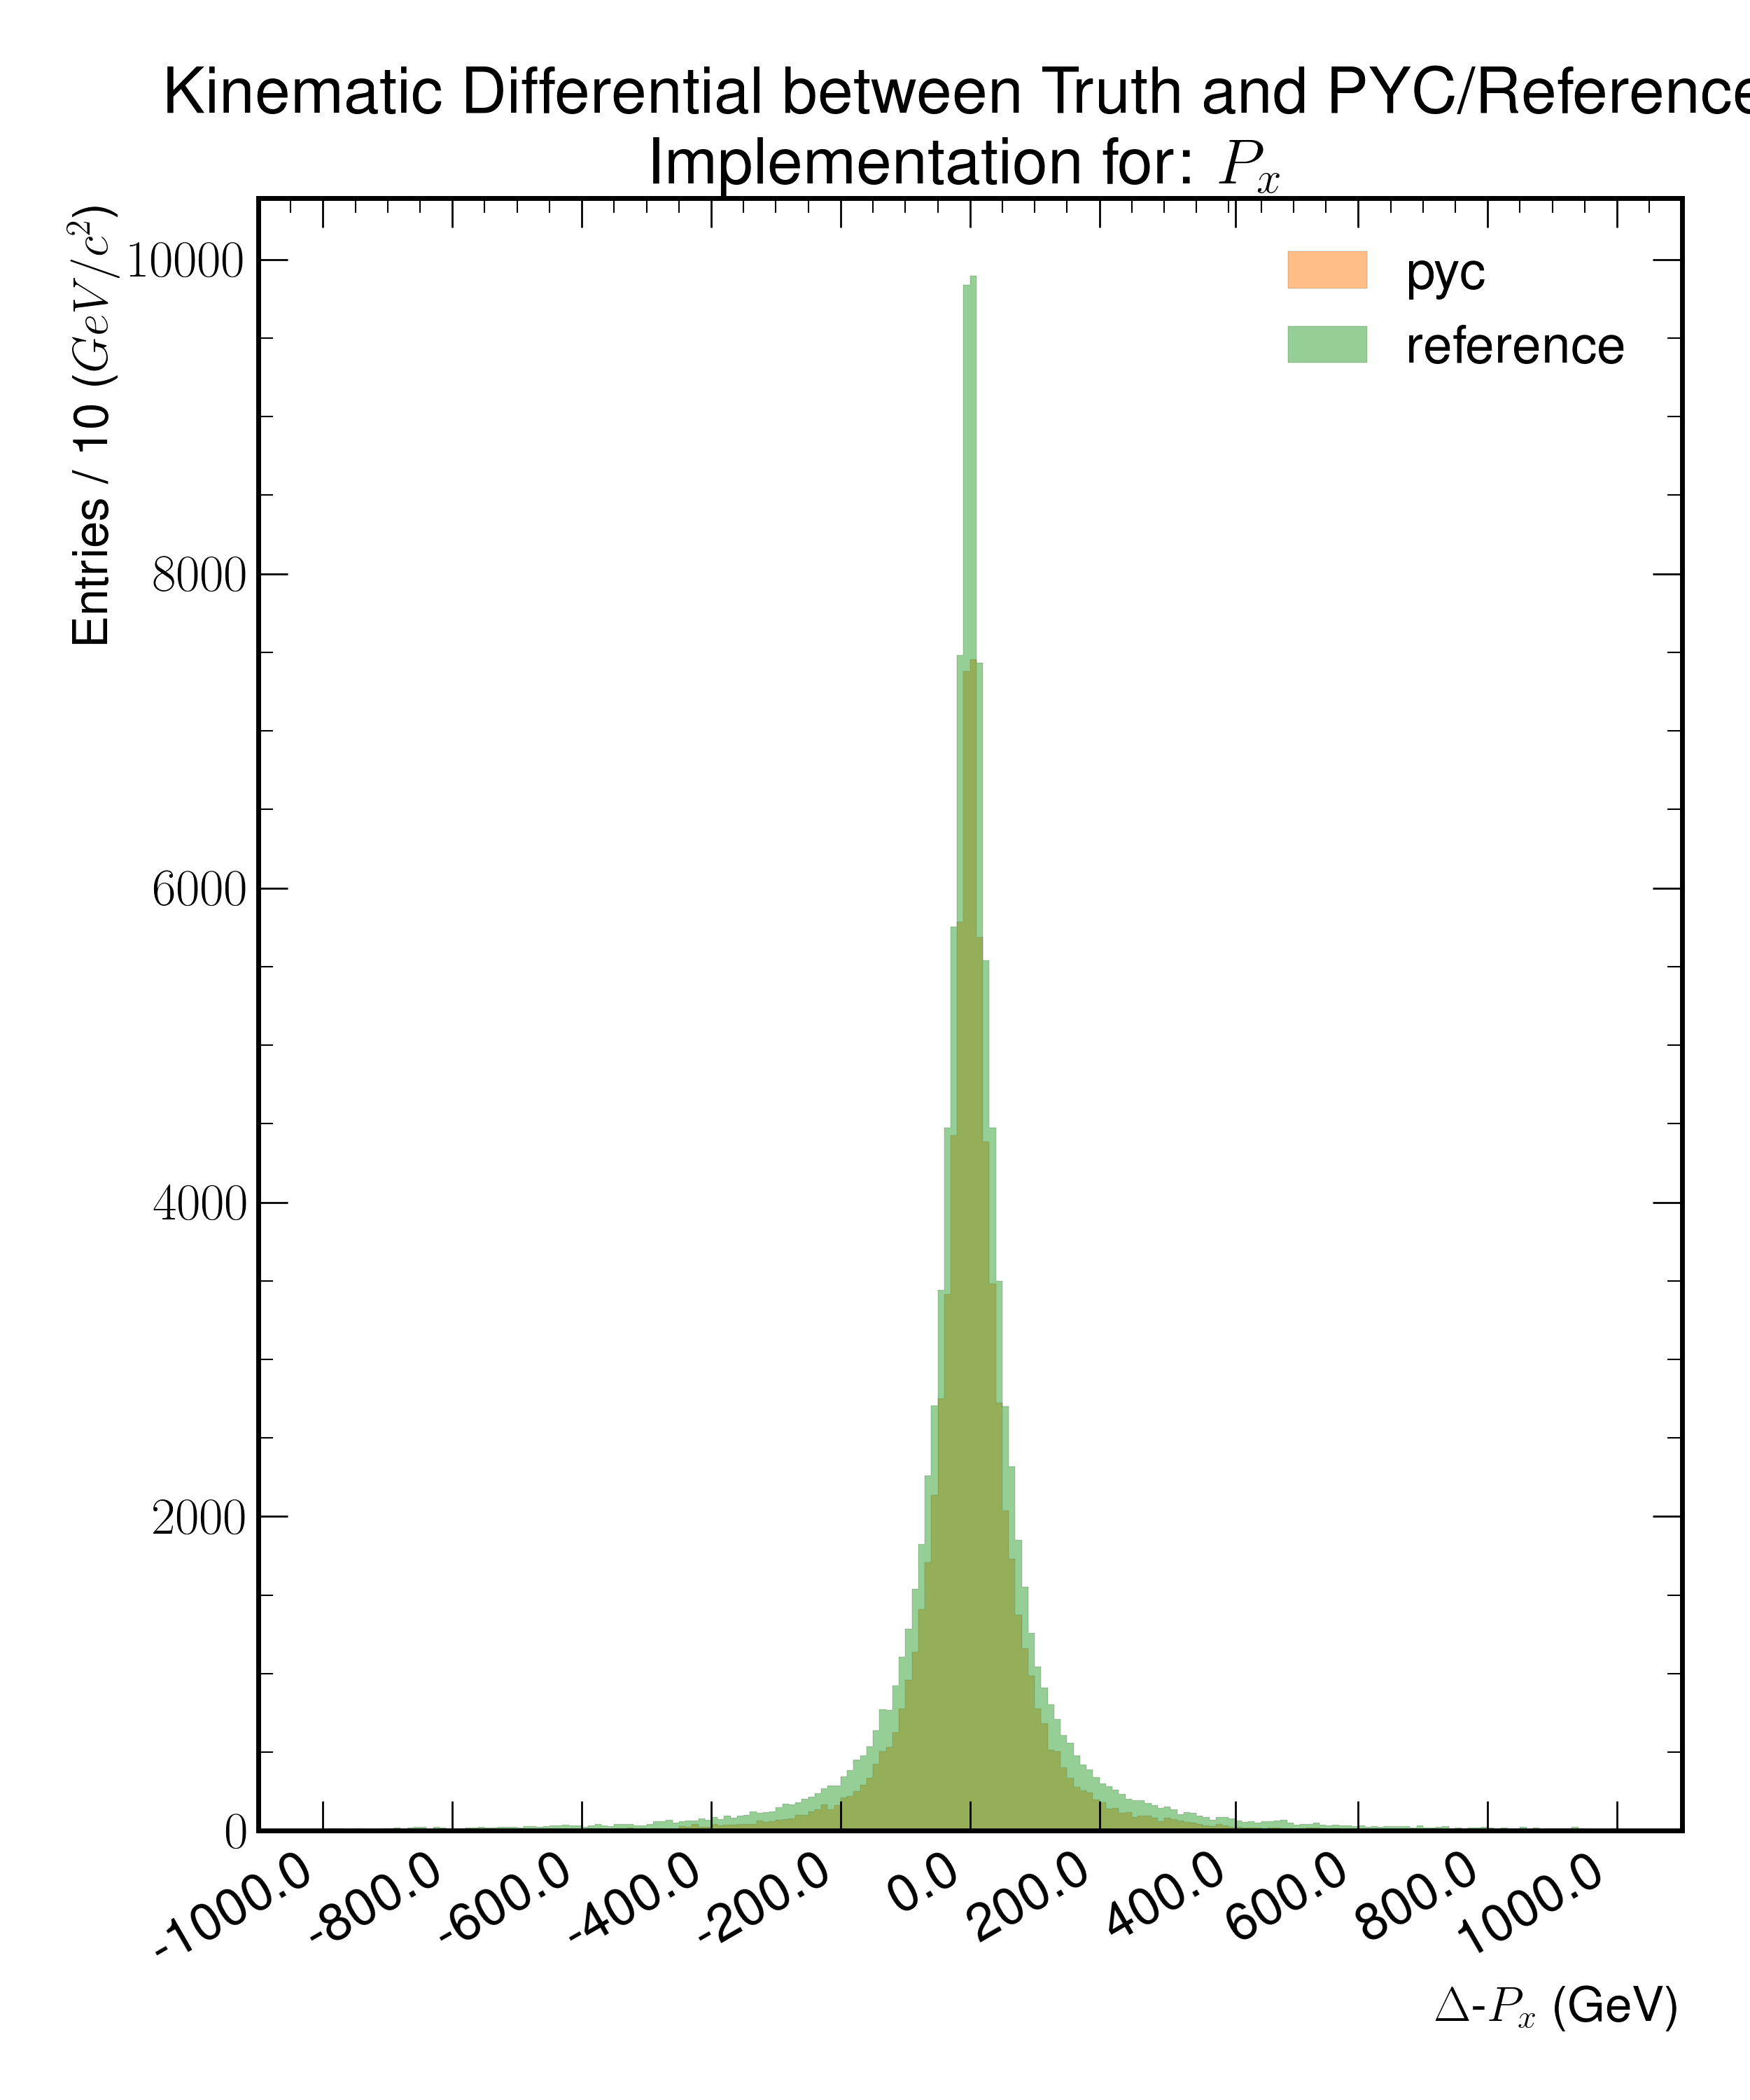 Kinematic Differential between Truth and PYC/Reference
Implementation for: P_x
Entries / 10 (GeV/c²)
10000
8000
6000
4000
2000
0
pyc
reference
-1000.0
-800.0
-600.0
-400.0
-200.0
0.0
200.0
400.0
600.0
800.0
1000.0
Δ-P_x (GeV)